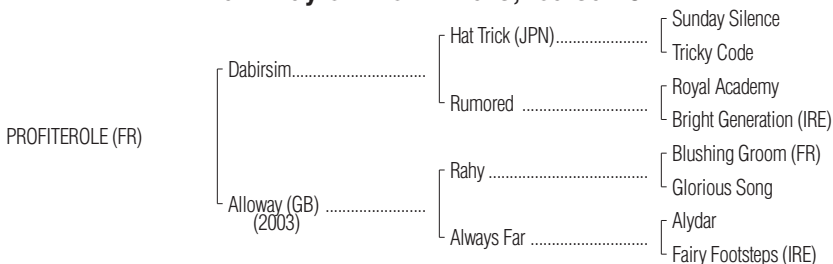 Hat Trick (JPN)....................
Sunday Silence
Tricky Code
Dabirsim.............................
Rumored ...........................
Royal Academy
Bright Generation (IRE)
PROFITEROLE (FR)
Rahy ..................................
Blushing Groom (FR)
Glorious Song
Alloway (GB) ......................
(2003)
Always Far .........................
Alydar
Fairy Footsteps (IRE)